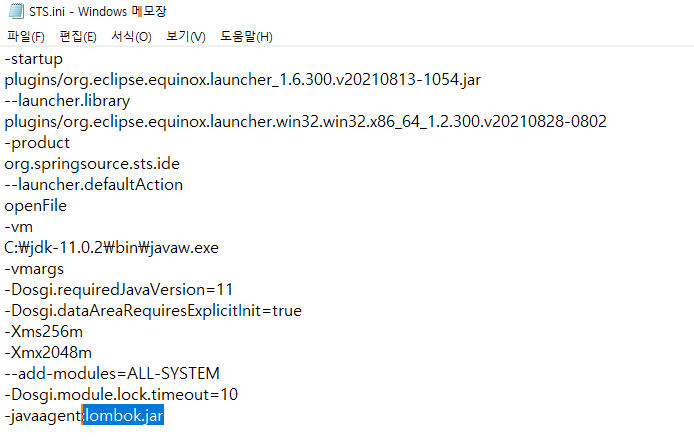 STS.ini - Windows 메모장
파일(F) 편집(E) 서식(O) 보기(V) 도움말(H)
-startup
plugins/org.eclipse.equinox.launcher_1.6.300.v20210813-1054.jar
--launcher.library
plugins/org.eclipse.equinox.launcher.win32.win32.x86_64_1.2.300.v20210828-0802
-product
org.springsource.sts.ide
--launcher.defaultAction
openFile
-vm
C:₩jdk-11.0.2₩bin₩javaw.exe
-vmargs
-Dosgi.requiredJavaVersion=11
-Dosgi.dataAreaRequiresExplicitInit=true
-Xms256m
-Xmx2048m
--add-modules=ALL-SYSTEM
-Dosgi.module.lock.timeout=10
-javaagent:lombok.jar